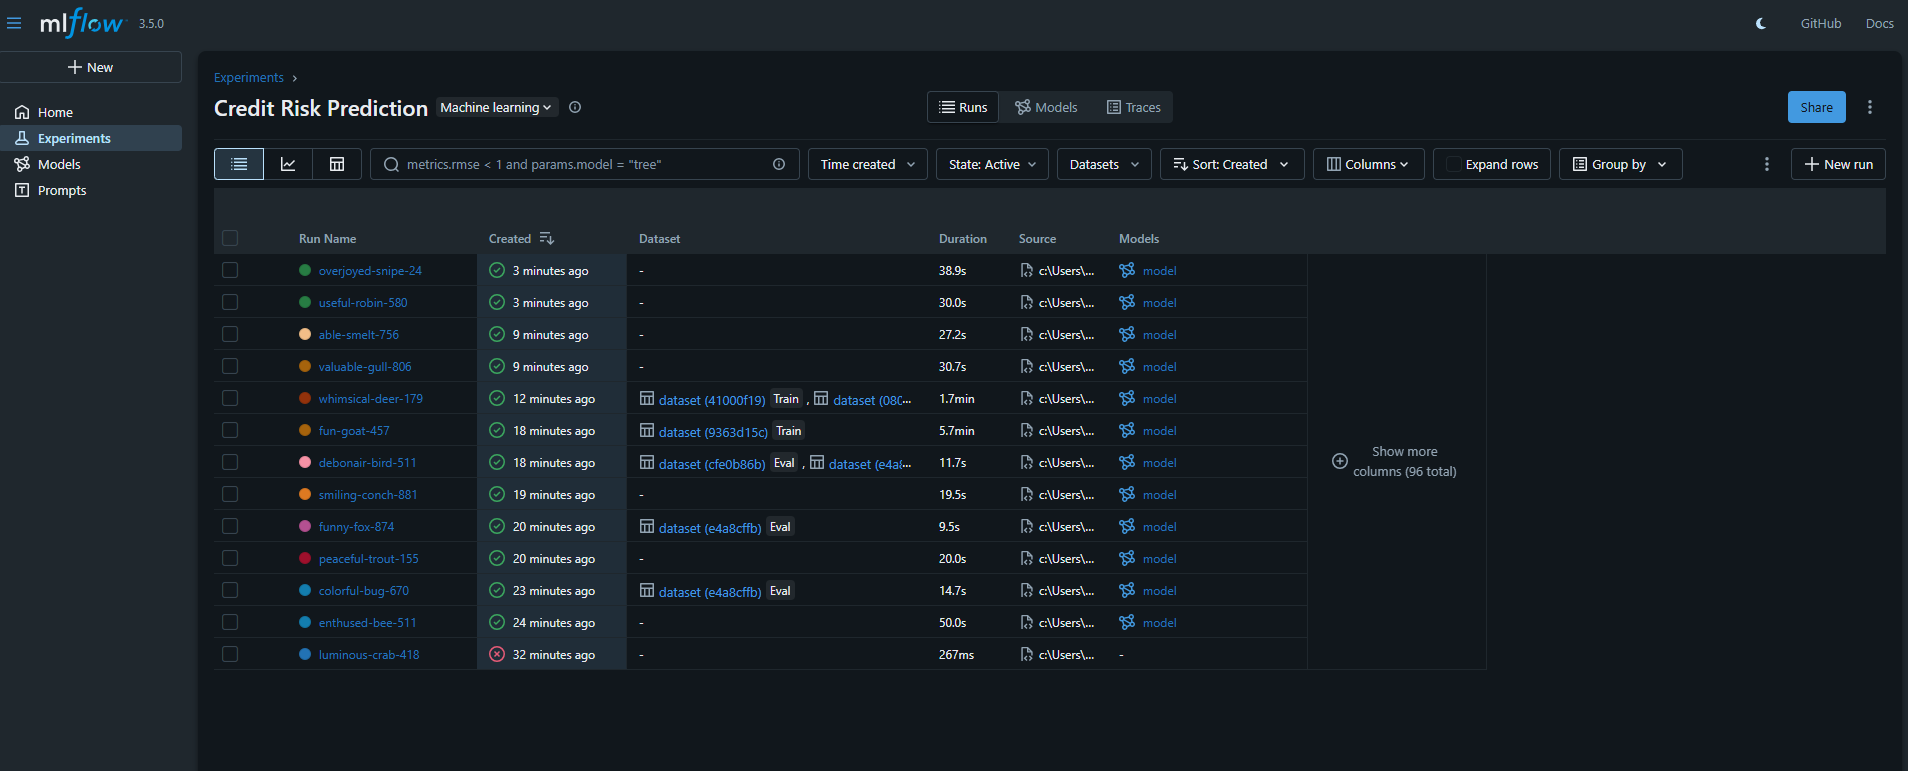 mlflow 3.5.0 GitHub Docs
New
Home
Experiments
Models
Prompts
Experiments
Credit Risk Prediction Machine learning Runs Models Traces Share
metrics.rmse < 1 and params.model = "tree" Time created State: Active Datasets Sort: Created Columns Expand rows Group by New run
Run Name Created Dataset Duration Source Models
overjoyed-snipe-24 3 minutes ago - 38.9s c:\Users\... model
useful-robin-580 3 minutes ago - 30.0s c:\Users\... model
able-smelt-756 9 minutes ago - 27.2s c:\Users\... model
valuable-gull-806 9 minutes ago - 30.7s c:\Users\... model
whimsical-deer-179 12 minutes ago dataset (41000f19) Train , dataset (080... 1.7min c:\Users\... model
fun-goat-457 18 minutes ago dataset (9363d15c) Train 5.7min c:\Users\... model
debonair-bird-511 18 minutes ago dataset (cfe0b86b) Eval , dataset (e4a8... 11.7s c:\Users\... model
smiling-conch-881 19 minutes ago - 19.5s c:\Users\... model
funny-fox-874 20 minutes ago dataset (e4a8cffb) Eval 9.5s c:\Users\... model
peaceful-trout-155 20 minutes ago - 20.0s c:\Users\... model
colorful-bug-670 23 minutes ago dataset (e4a8cffb) Eval 14.7s c:\Users\... model
enthused-bee-511 24 minutes ago - 50.0s c:\Users\... model
luminous-crab-418 32 minutes ago - 267ms c:\Users\... -
Show more
columns (96 total)